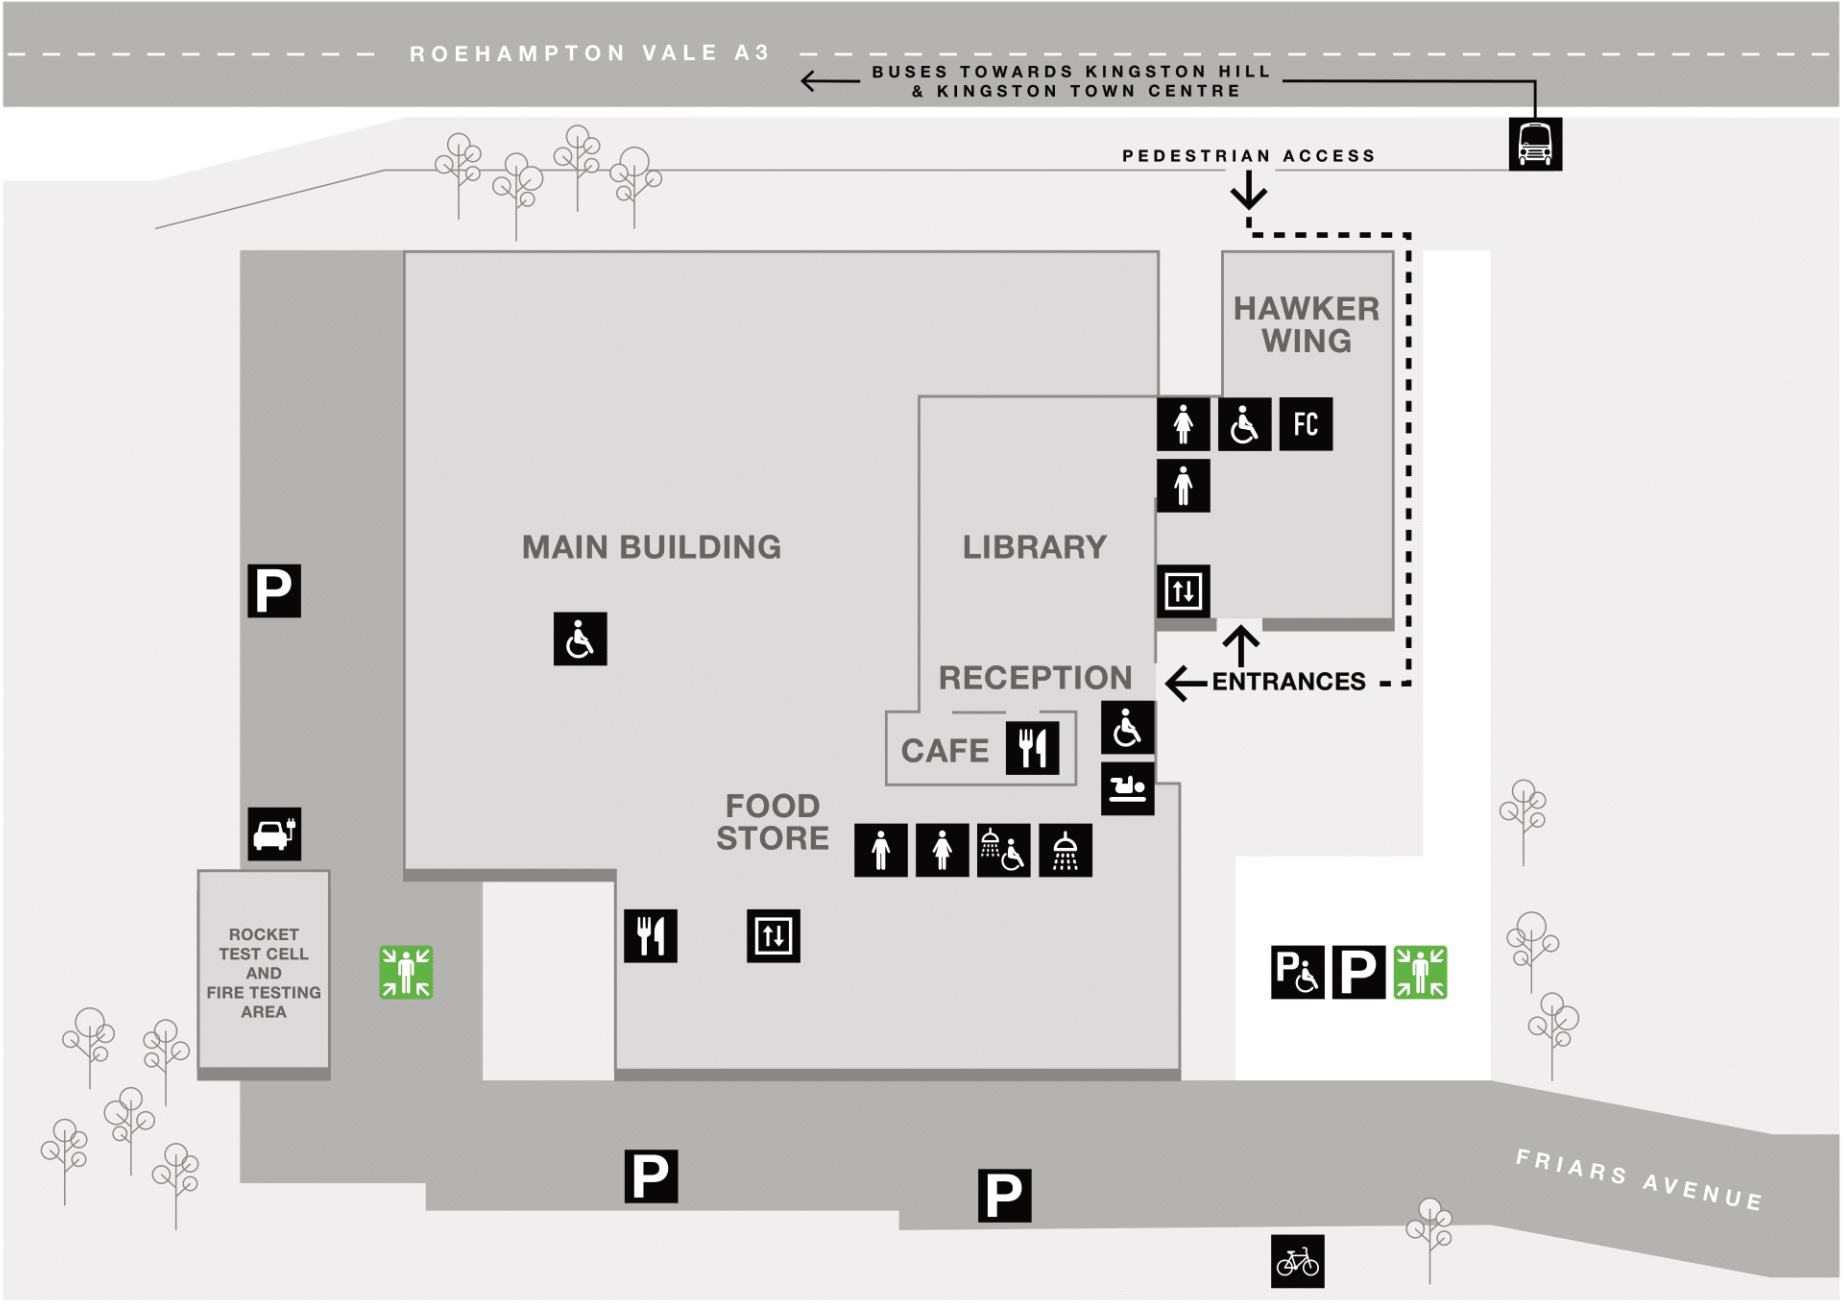 ROEHAMPTON VALE A3
BUSES TOWARDS KINGSTON HILL
& KINGSTON TOWN CENTRE
PEDESTRIAN ACCESS
HAWKER
WING
FC
MAIN BUILDING
LIBRARY
P
RECEPTION
ENTRANCES
CAFE
FOOD
STORE
ROCKET
TEST CELL
AND
FIRE TESTING
AREA
P
P
P
P
FRIARS AVENUE